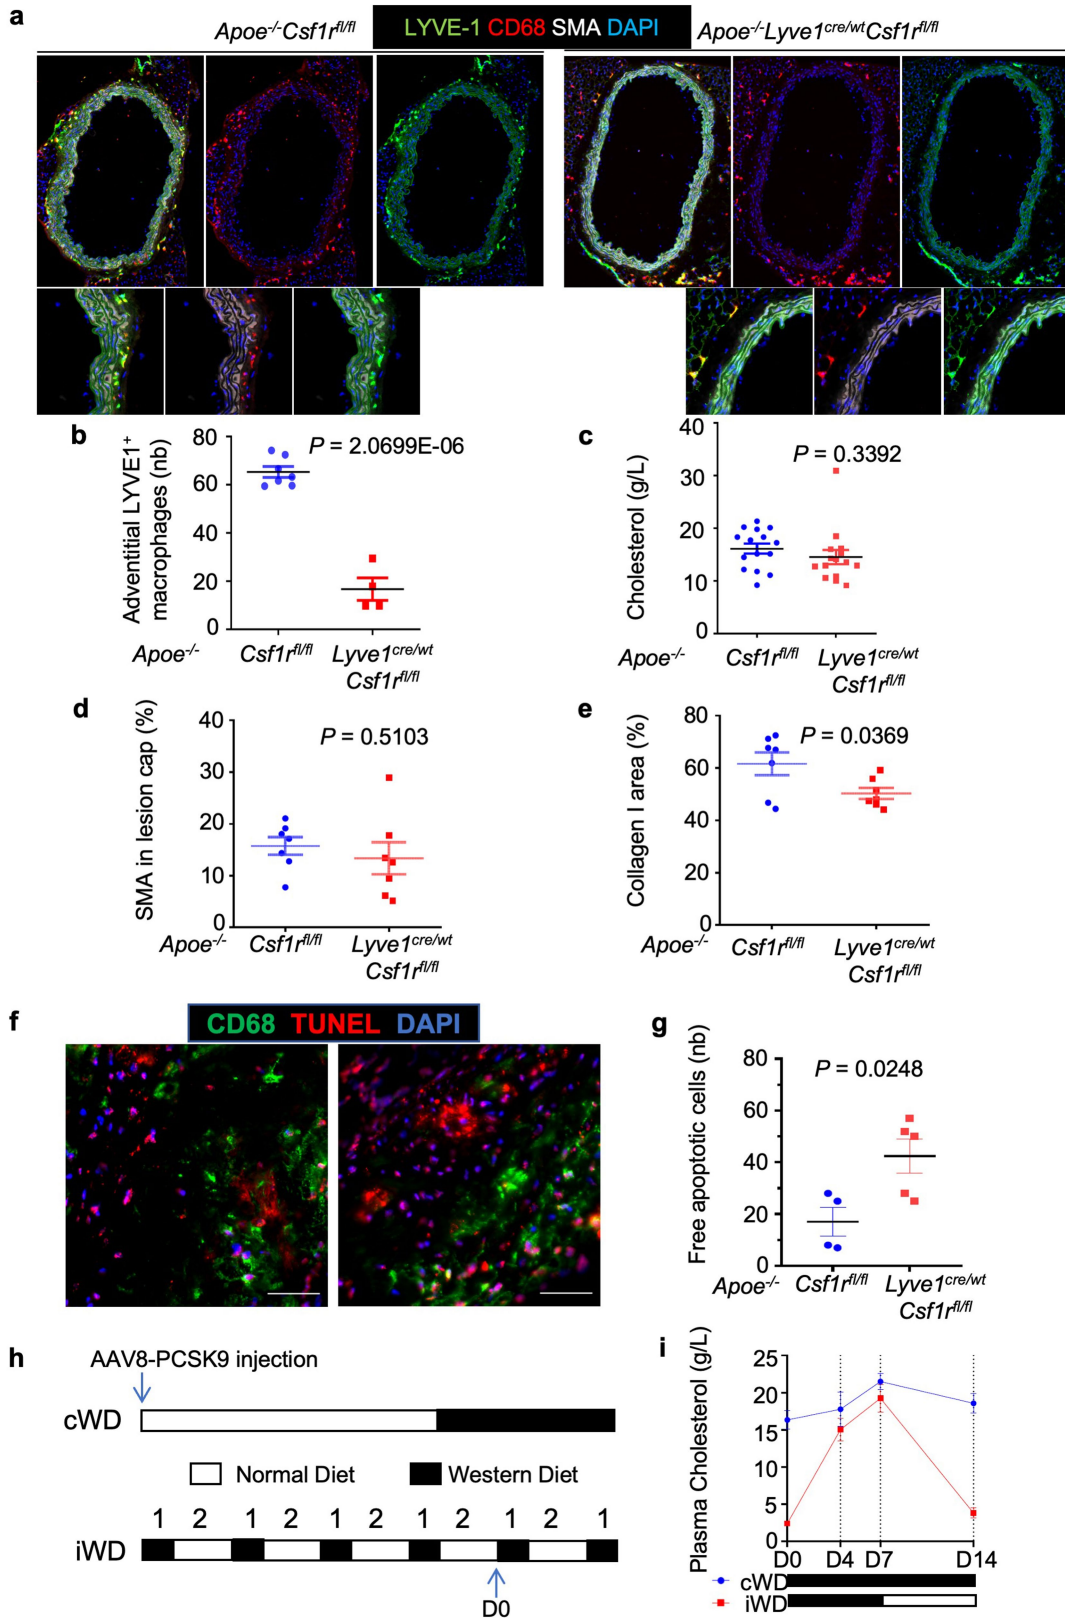 a
Apoe-/-Csf1rfl/fl
LYVE-1 CD68 SMA DAPI
Apoe-/-Lyve1cre/wtCsf1rfl/fl
b
Adventitial LYVE1+
macrophages (nb)
80
60
40
20
0
P = 2.0699E-06
Apoe-/-
Csf1rfl/fl
Lyve1cre/wt
Csf1rfl/fl
c
Cholesterol (g/L)
40
30
20
10
0
P = 0.3392
Apoe-/-
Csf1rfl/fl
Lyve1cre/wt
Csf1rfl/fl
d
SMA in lesion cap (%)
40
30
20
10
0
P = 0.5103
Apoe-/-
Csf1rfl/fl
Lyve1cre/wt
Csf1rfl/fl
e
Collagen I area (%)
80
60
40
20
0
P = 0.0369
Apoe-/-
Csf1rfl/fl
Lyve1cre/wt
Csf1rfl/fl
f
CD68 TUNEL DAPI
g
Free apoptotic cells (nb)
80
60
40
20
0
P = 0.0248
Apoe-/-
Csf1rfl/fl
Lyve1cre/wt
Csf1rfl/fl
h
AAV8-PCSK9 injection
cWD
Normal Diet
Western Diet
1 2 1 2 1 2 1 2 1 2 1
iWD
D0
i
Plasma Cholesterol (g/L)
25
20
15
10
5
0
D0 D4 D7 D14
cWD
iWD